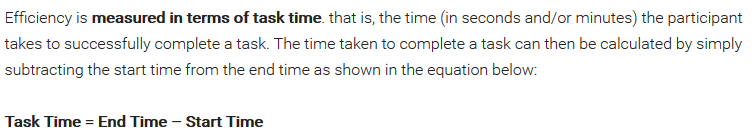 Efficiency is measured in terms of task time. that is, the time (in seconds and/or minutes) the participant
takes to successfully complete a task. The time taken to complete a task can then be calculated by simply
subtracting the start time from the end time as shown in the equation below:
Task Time = End Time – Start Time